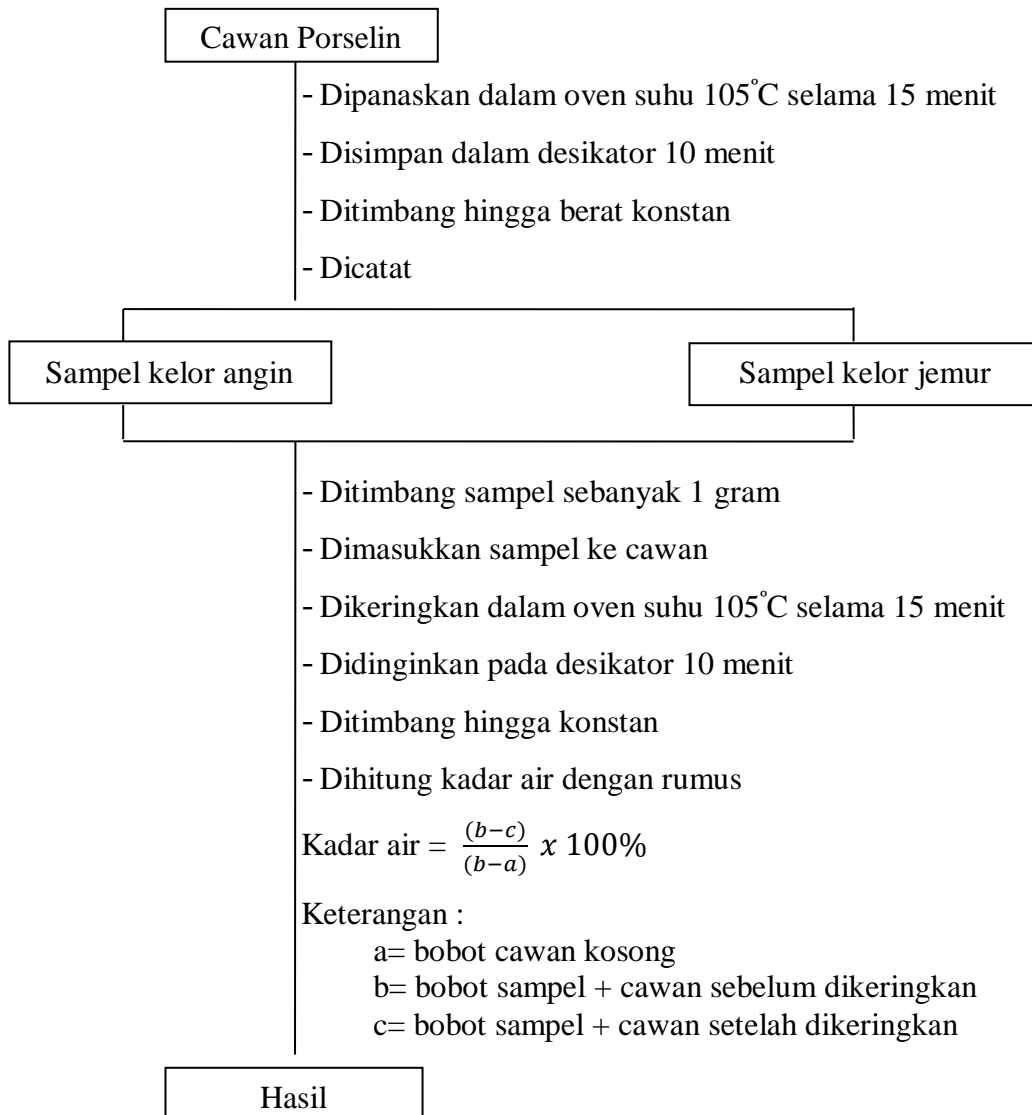 Cawan Porselin
- Dipanaskan dalam oven suhu 105°C selama 15 menit
- Disimpan dalam desikator 10 menit
- Ditimbang hingga berat konstan
- Dicatat
Sampel kelor angin
Sampel kelor jemur
- Ditimbang sampel sebanyak 1 gram
- Dimasukkan sampel ke cawan
- Dikeringkan dalam oven suhu 105°C selama 15 menit
- Didinginkan pada desikator 10 menit
- Ditimbang hingga konstan
- Dihitung kadar air dengan rumus
Kadar air = (b−c)/(b−a) x 100%
Keterangan :
a= bobot cawan kosong
b= bobot sampel + cawan sebelum dikeringkan
c= bobot sampel + cawan setelah dikeringkan
Hasil